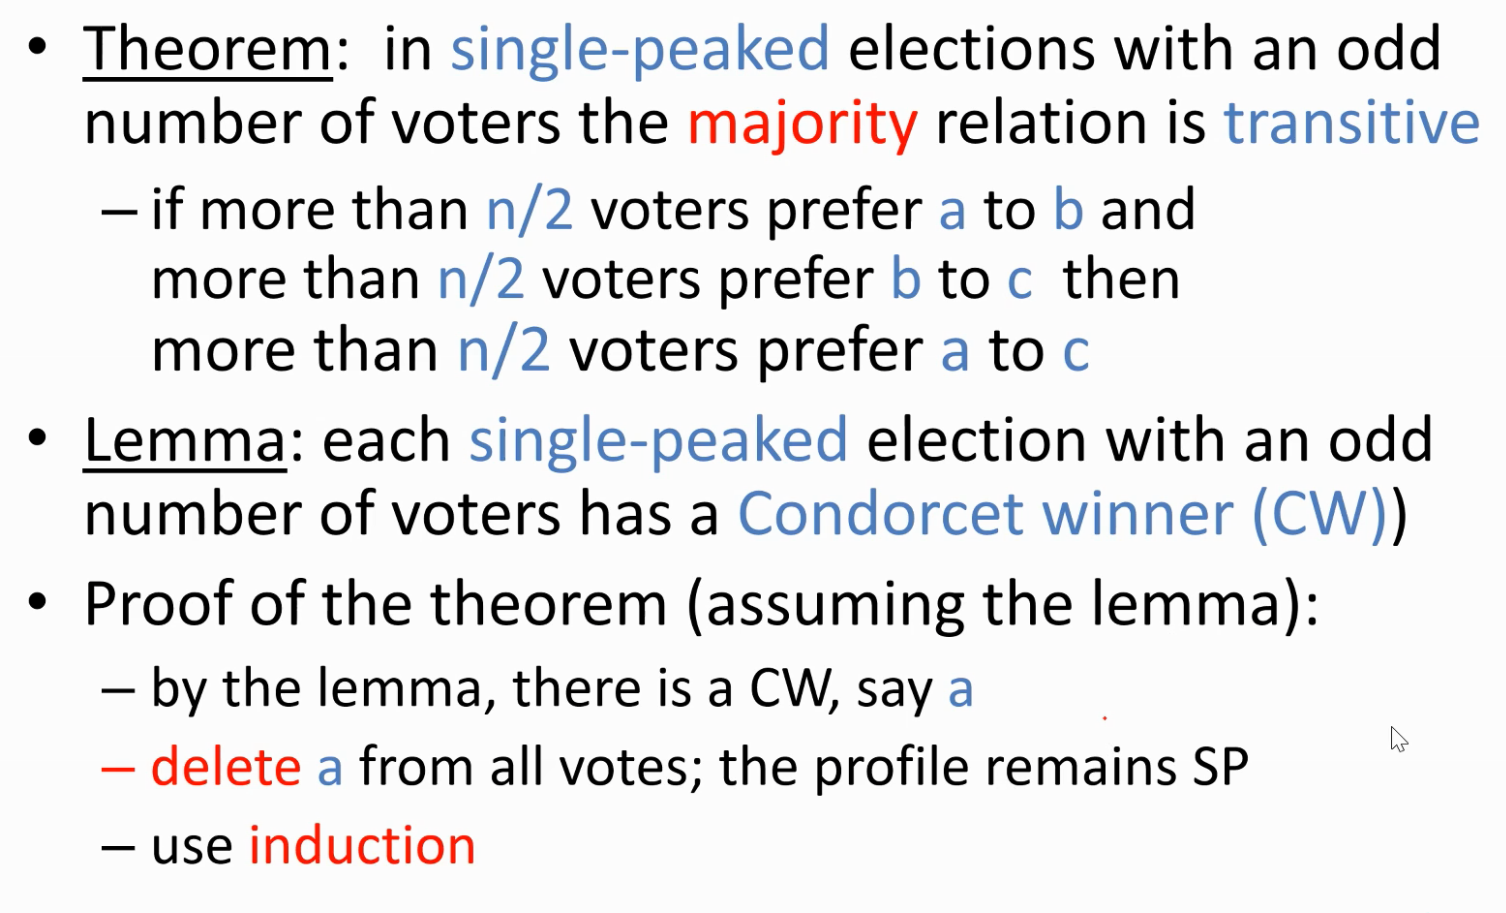 • Theorem: in single-peaked elections with an odd
number of voters the majority relation is transitive
– if more than n/2 voters prefer a to b and
more than n/2 voters prefer b to c then
more than n/2 voters prefer a to c
• Lemma: each single-peaked election with an odd
number of voters has a Condorcet winner (CW))
• Proof of the theorem (assuming the lemma):
– by the lemma, there is a CW, say a
– delete a from all votes; the profile remains SP
– use induction